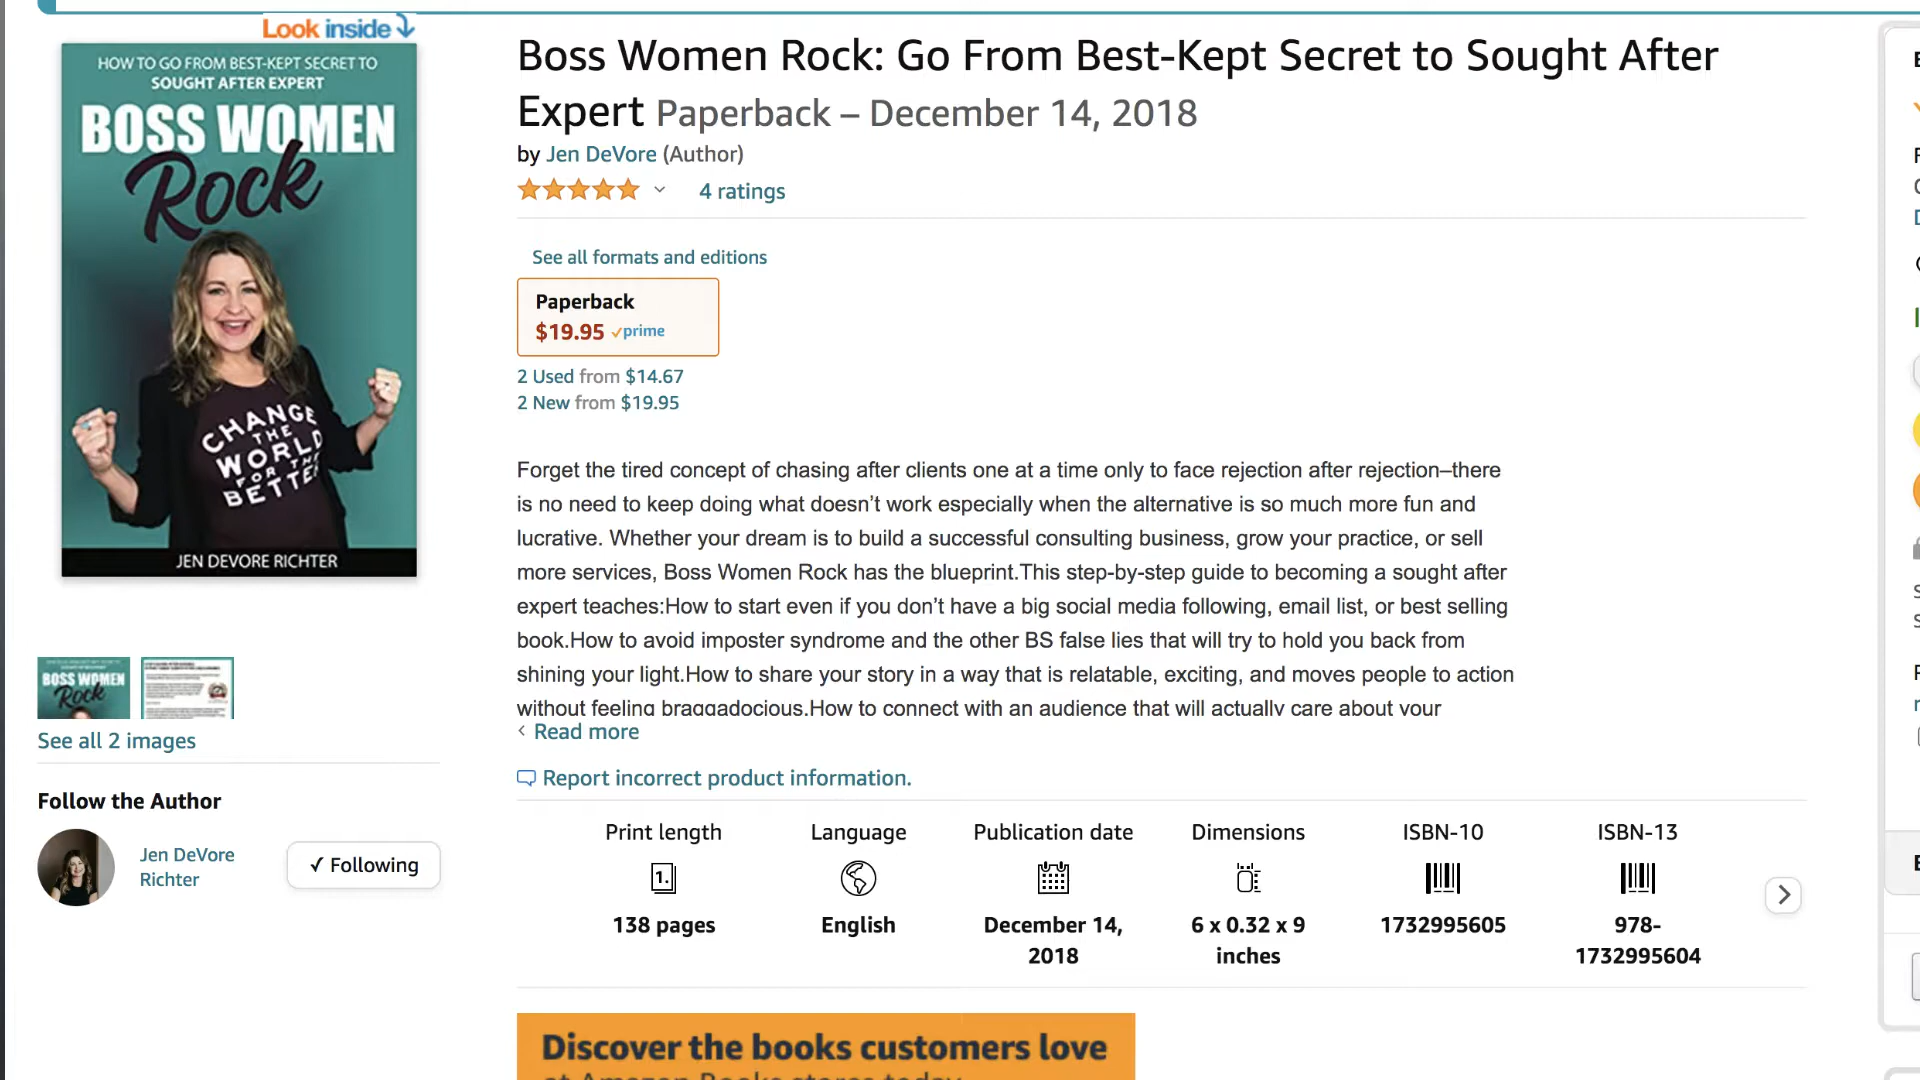 Look inside
HOW TO GO FROM BEST-KEPT SECRET TO
SOUGHT AFTER EXPERT
BOSS WOMEN
Rock
CHANGE
THE
WORLD
FOR THE
BETTER
JEN DEVORE RICHTER
BOSS WOMEN
Rock
See all 2 images
Follow the Author
Jen DeVore
Richter
✓ Following
Boss Women Rock: Go From Best-Kept Secret to Sought After
Expert Paperback – December 14, 2018
by Jen DeVore (Author)
4 ratings
See all formats and editions
Paperback
$19.95 ✓prime
2 Used from $14.67
2 New from $19.95
Forget the tired concept of chasing after clients one at a time only to face rejection after rejection–there
is no need to keep doing what doesn’t work especially when the alternative is so much more fun and
lucrative. Whether your dream is to build a successful consulting business, grow your practice, or sell
more services, Boss Women Rock has the blueprint.This step-by-step guide to becoming a sought after
expert teaches:How to start even if you don’t have a big social media following, email list, or best selling
book.How to avoid imposter syndrome and the other BS false lies that will try to hold you back from
shining your light.How to share your story in a way that is relatable, exciting, and moves people to action
without feeling braggadocious.How to connect with an audience that will actually care about your
Read more
Report incorrect product information.
Print length
1.
138 pages
Language
English
Publication date
December 14,
2018
Dimensions
6 x 0.32 x 9
inches
ISBN-10
1732995605
ISBN-13
978-
1732995604
Discover the books customers love
at Amazon Books stores today